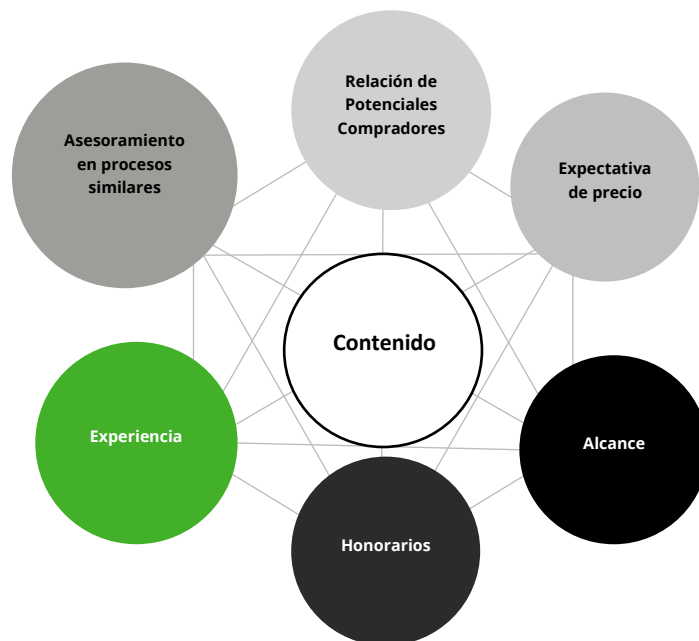 Relación de
Potenciales
Compradores
Asesoramiento
en procesos
similares
Expectativa
de precio
Contenido
Experiencia
Alcance
Honorarios